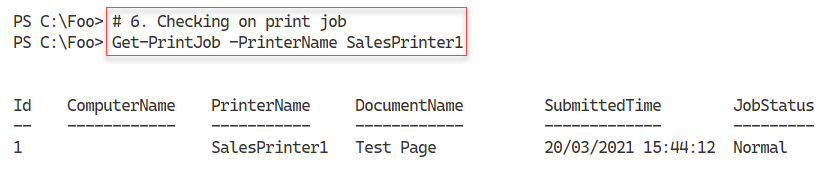 PS C:\Foo> # 6. Checking on print job
PS C:\Foo> Get-PrintJob -PrinterName SalesPrinter1
Id    ComputerName    PrinterName    DocumentName    SubmittedTime    JobStatus
--    ------------    -----------    ------------    -------------    ---------
1    SalesPrinter1    Test Page    20/03/2021 15:44:12    Normal